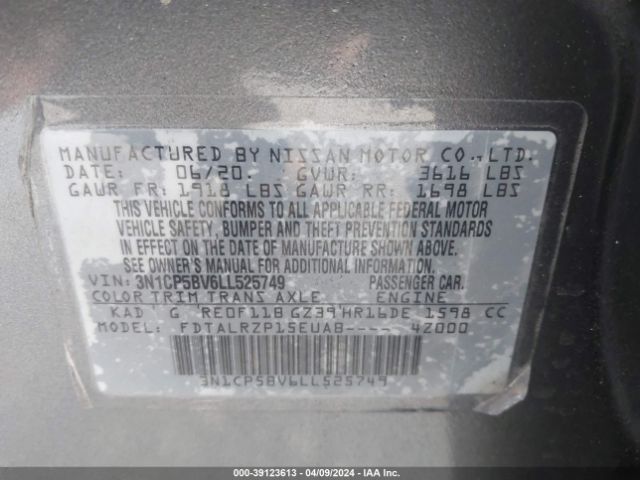 MANUFACTURED BY NISSAN MOTOR CO.,LTD.
DATE: 06/20. GVWR: 3616 LBS
GAWR FR: 1918 LBS GAWR RR: 1698 LBS
THIS VEHICLE CONFORMS TO ALL APPLICABLE FEDERAL MOTOR
VEHICLE SAFETY, BUMPER AND THEFT PREVENTION STANDARDS
IN EFFECT ON THE DATE OF MANUFACTURE SHOWN ABOVE.
SEE OWNER'S MANUAL FOR ADDITIONAL INFORMATION.
VIN: 3N1CP5BV6LL525749 PASSENGER CAR.
COLOR TRIM TRANS AXLE ENGINE
KAD G RE0F11B GZ39 HR16DE 1598 CC
MODEL: FDTALRZP15EUAB---- 4Z000
3N1CP5BV6LL525749
000-39123613 / 04/09/2024 - IAA Inc.